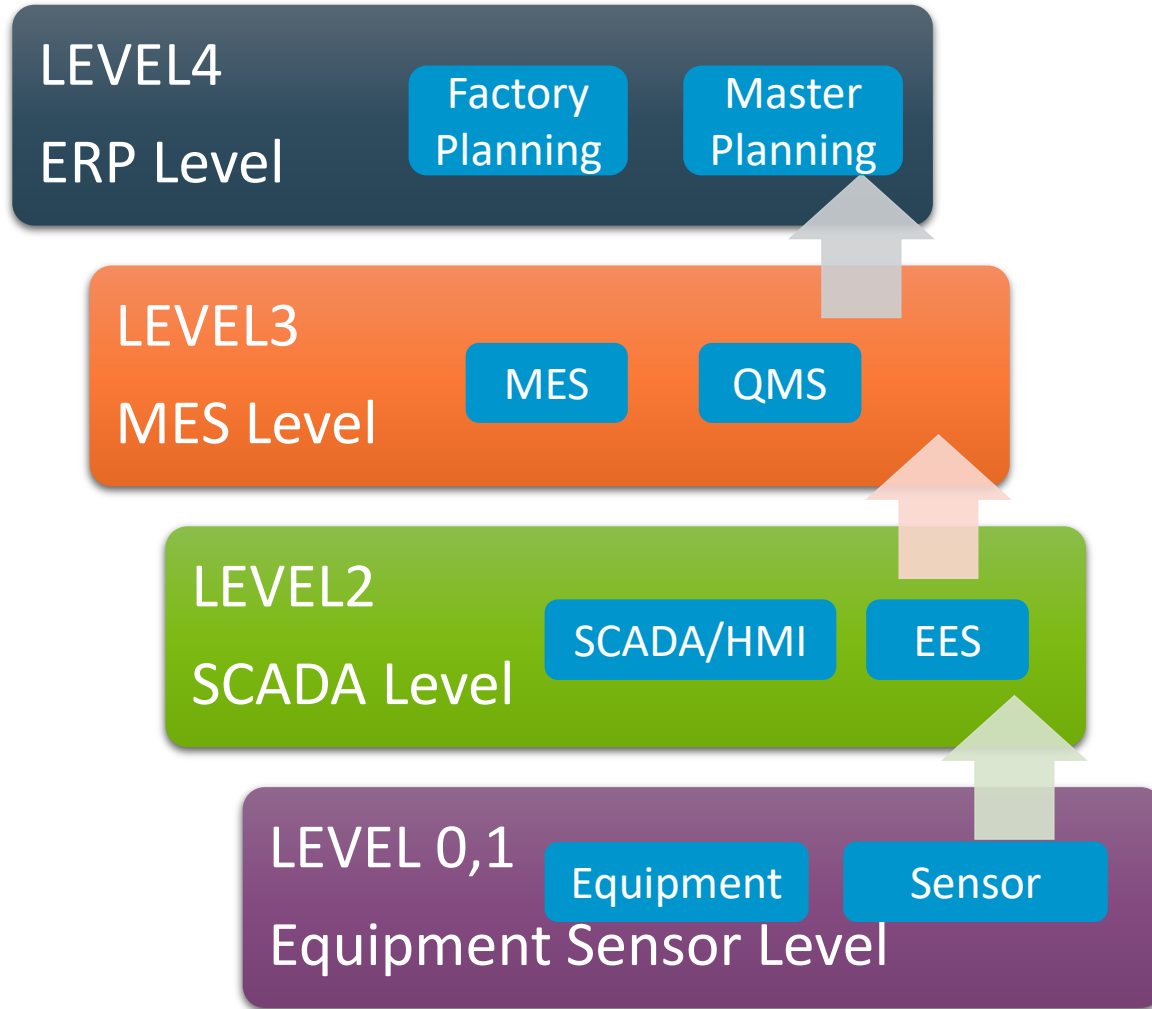 LEVEL4
ERP Level
Factory
Planning
Master
Planning
LEVEL3
MES Level
MES
QMS
LEVEL2
SCADA Level
SCADA/HMI
EES
LEVEL 0,1
Equipment Sensor Level
Equipment
Sensor